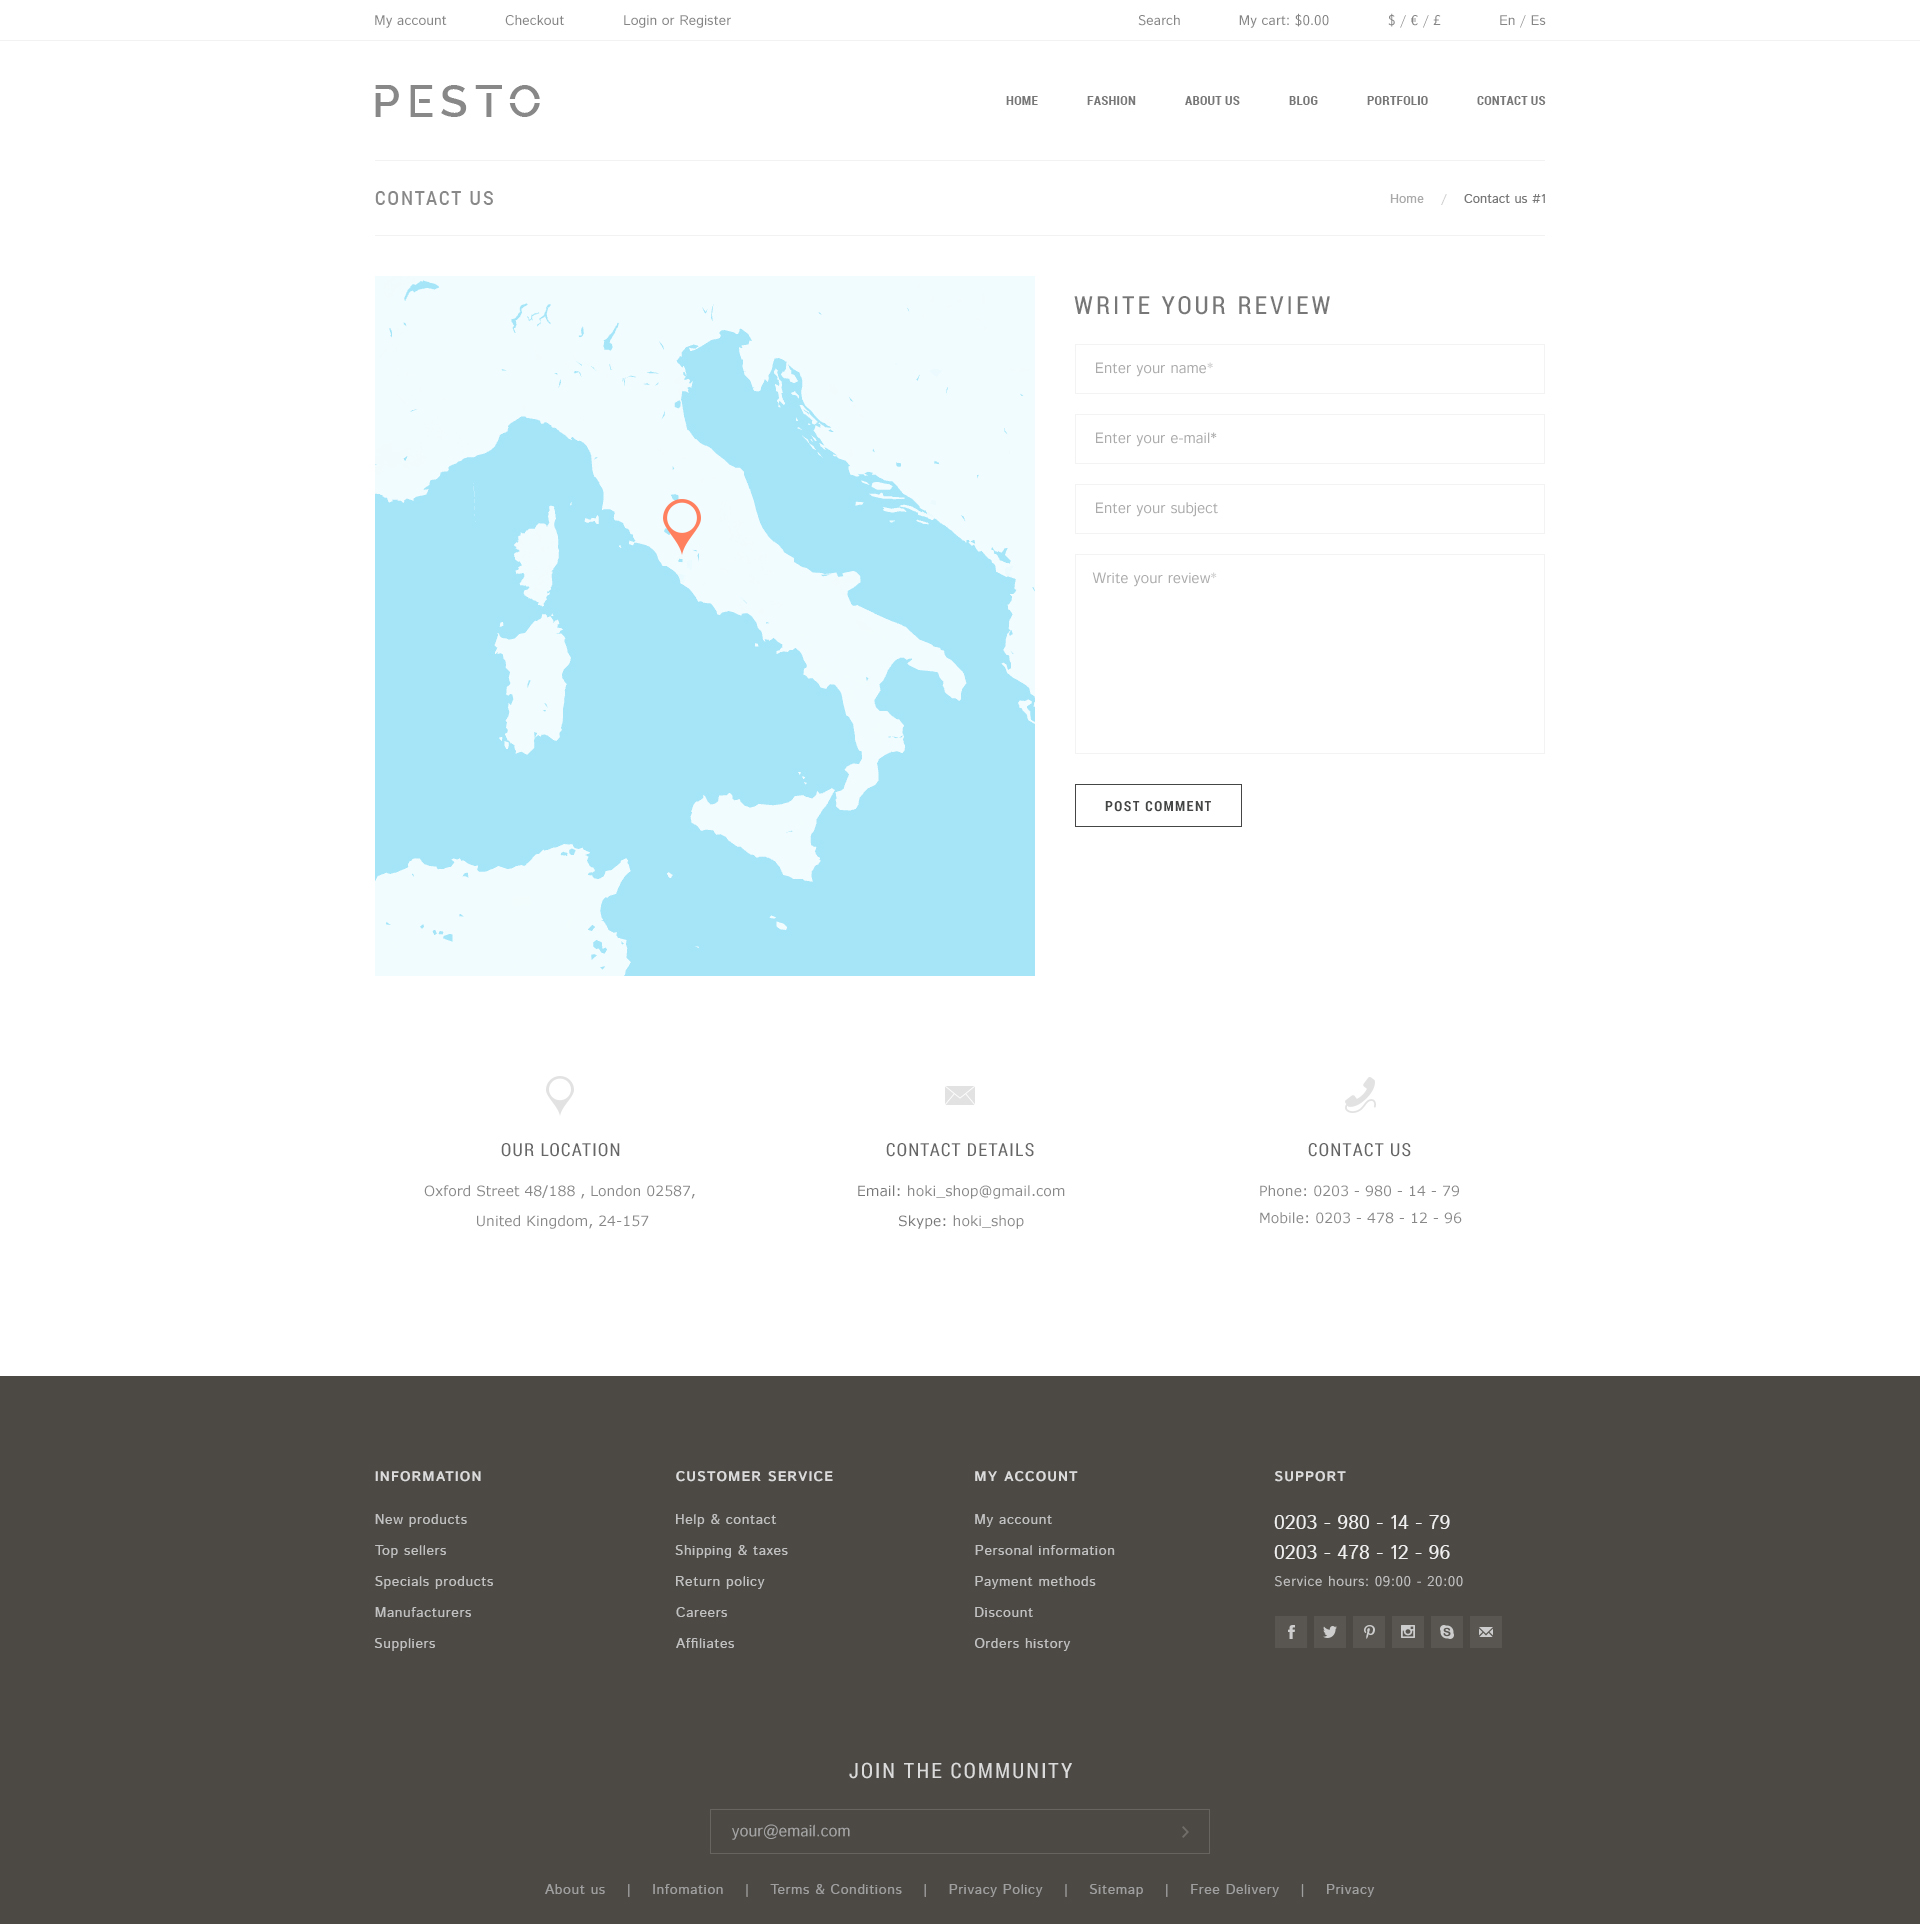 My account Checkout Login or Register Search My cart: $0.00 $ / € / £ En / Es
PESTO HOME FASHION ABOUT US BLOG PORTFOLIO CONTACT US
CONTACT US Home / Contact us #1
WRITE YOUR REVIEW
Enter your name*
Enter your e-mail*
Enter your subject
Write your review*
POST COMMENT
OUR LOCATION
Oxford Street 48/188 , London 02587,
United Kingdom, 24-157
CONTACT DETAILS
Email: hoki_shop@gmail.com
Skype: hoki_shop
CONTACT US
Phone: 0203 - 980 - 14 - 79
Mobile: 0203 - 478 - 12 - 96
INFORMATION
New products
Top sellers
Specials products
Manufacturers
Suppliers
CUSTOMER SERVICE
Help & contact
Shipping & taxes
Return policy
Careers
Affiliates
MY ACCOUNT
My account
Personal information
Payment methods
Discount
Orders history
SUPPORT
0203 - 980 - 14 - 79
0203 - 478 - 12 - 96
Service hours: 09:00 - 20:00
JOIN THE COMMUNITY
your@email.com
About us | Infomation | Terms & Conditions | Privacy Policy | Sitemap | Free Delivery | Privacy